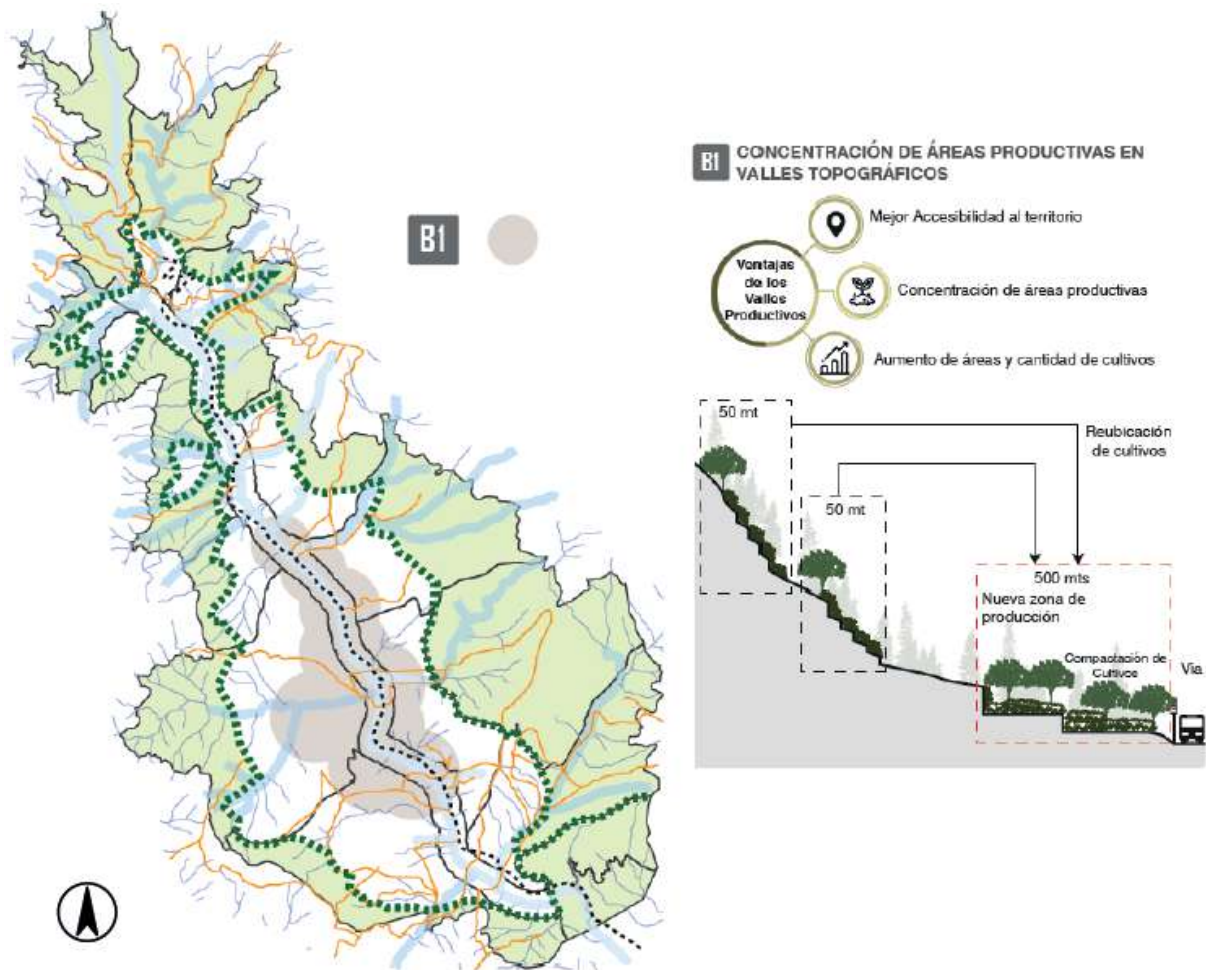 B1
B1 CONCENTRACIÓN DE ÁREAS PRODUCTIVAS EN
VALLES TOPOGRÁFICOS
Mejor Accesibilidad al territorio
Ventajas
de los
Valles
Productivos
Concentración de áreas productivas
Aumento de áreas y cantidad de cultivos
50 mt
Reubicación
de cultivos
50 mt
500 mts
Nueva zona de
producción
Compactación de
Cultivos
Via